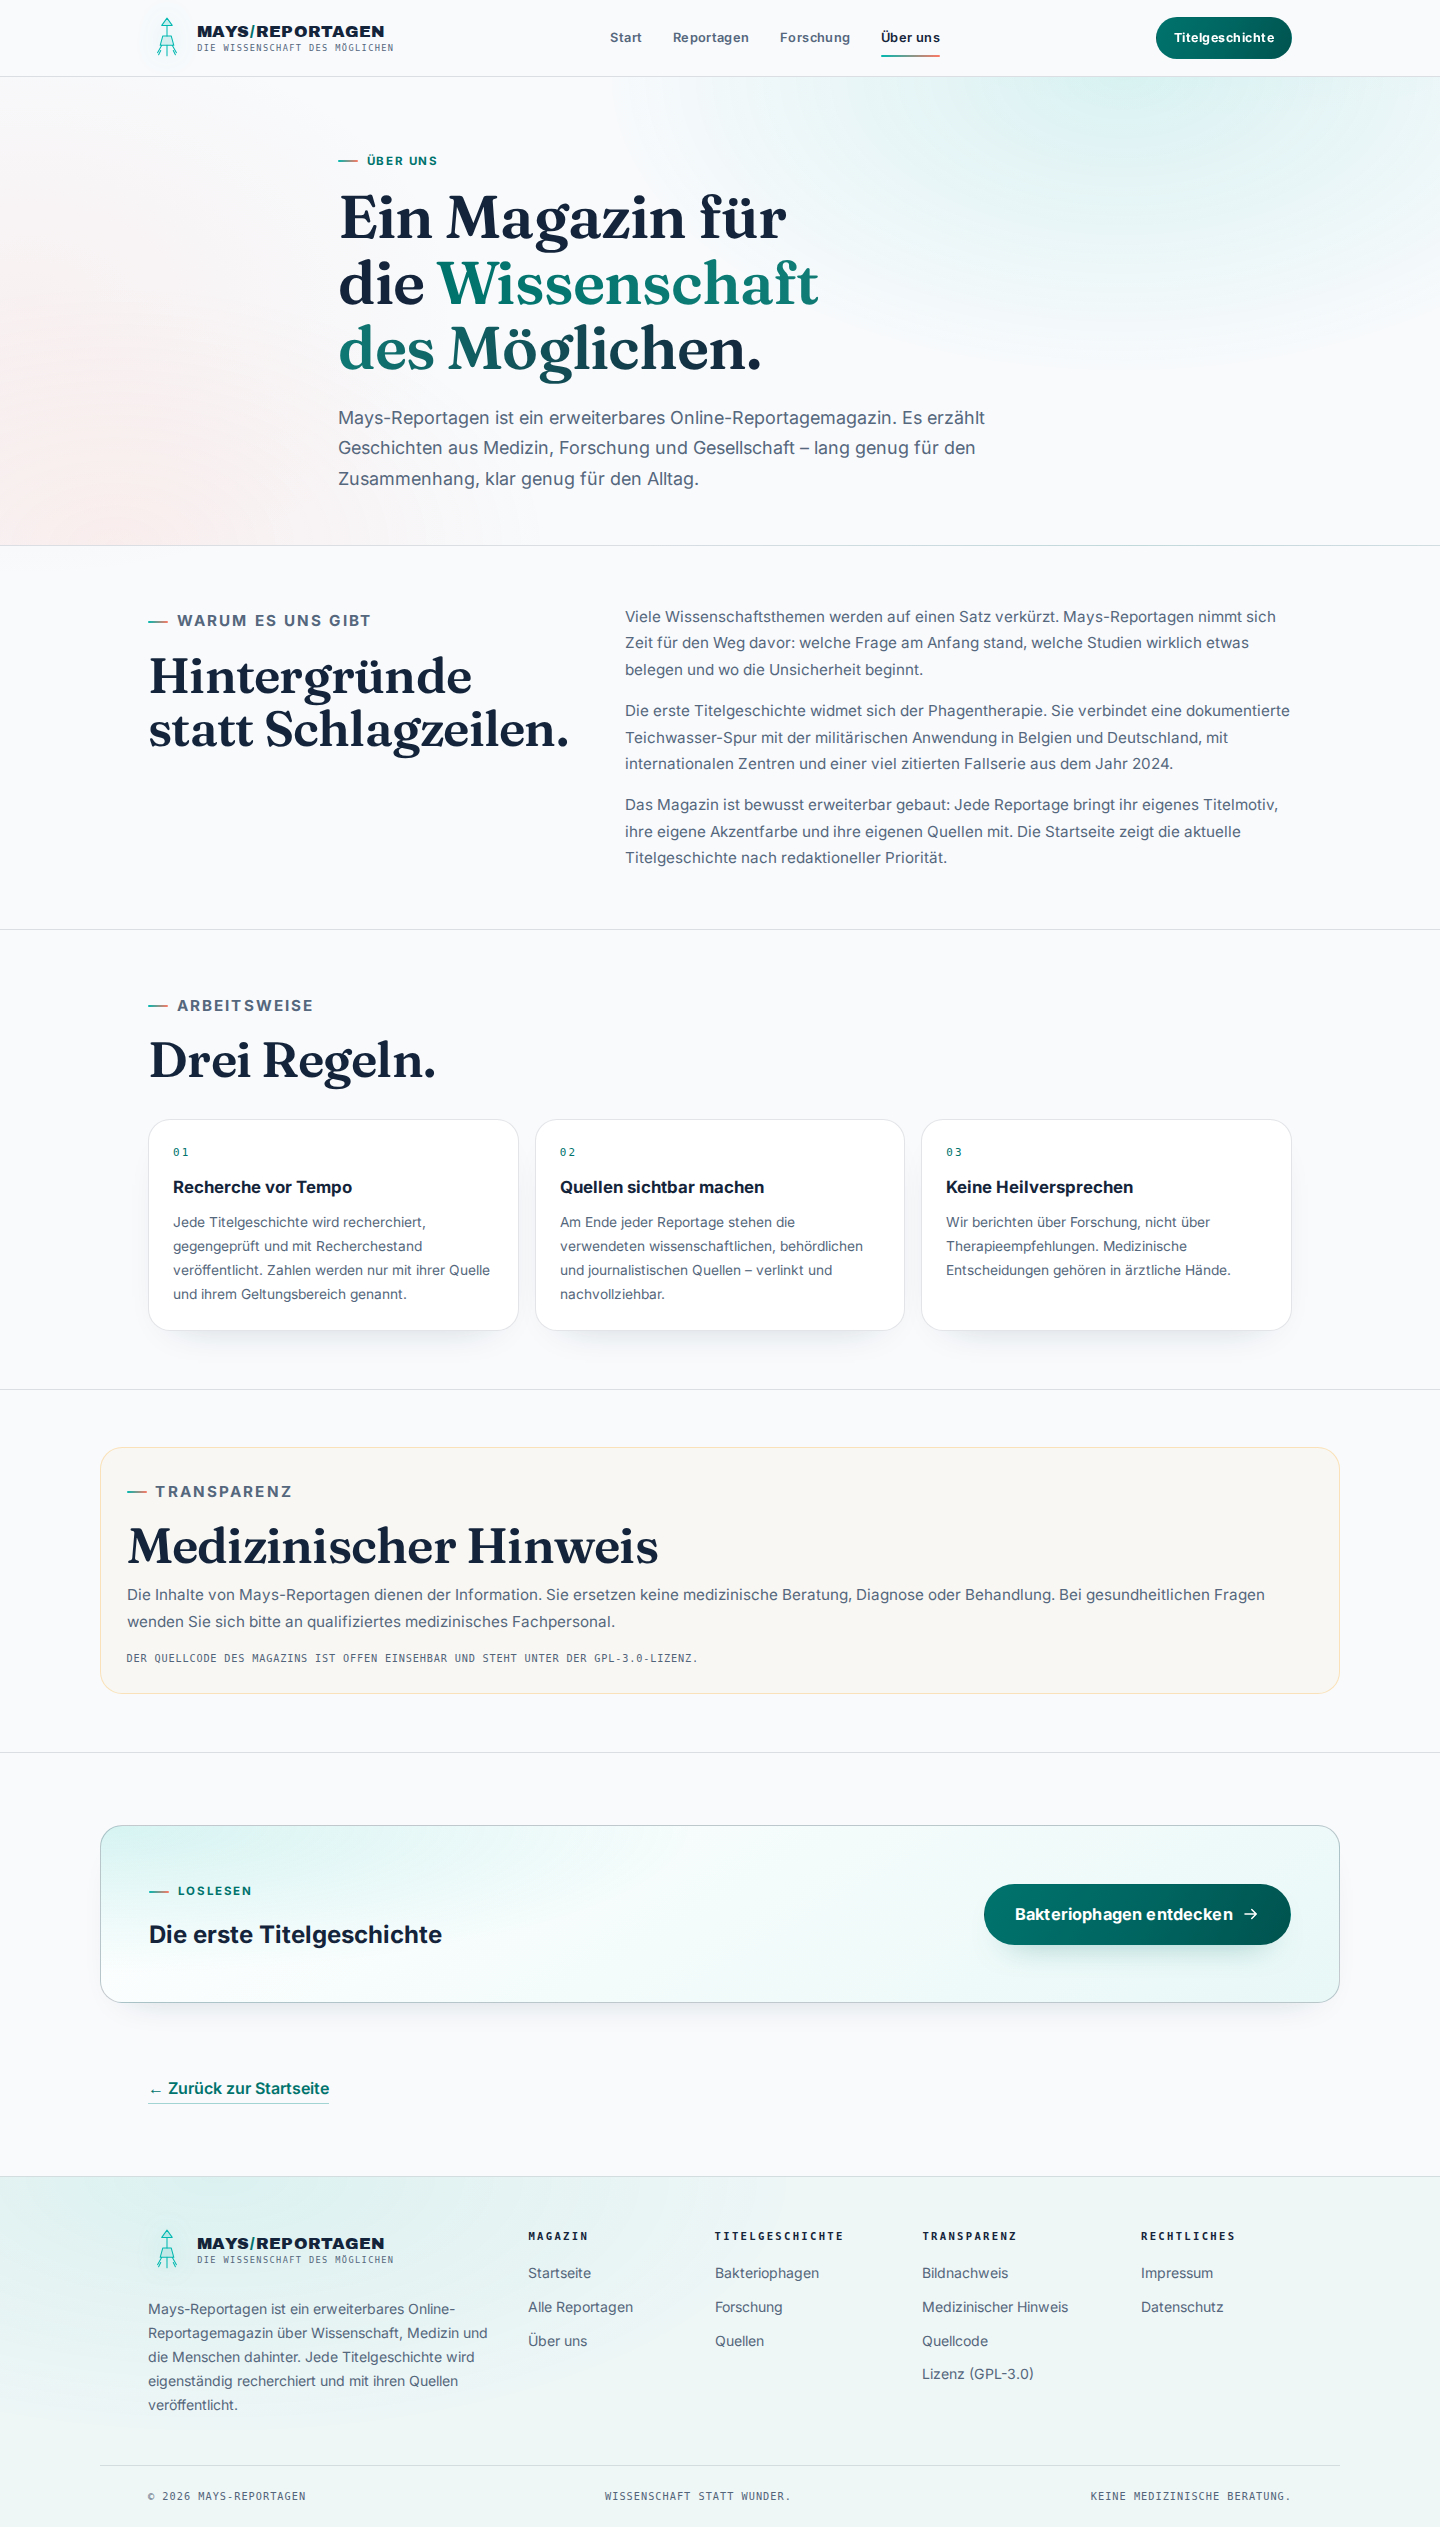 MAYS/REPORTAGEN
DIE WISSENSCHAFT DES MÖGLICHEN
Start
Reportagen
Forschung
Über uns
Titelgeschichte
ÜBER UNS
Ein Magazin für
die Wissenschaft
des Möglichen.
Mays-Reportagen ist ein erweiterbares Online-Reportagemagazin. Es erzählt
Geschichten aus Medizin, Forschung und Gesellschaft – lang genug für den
Zusammenhang, klar genug für den Alltag.
WARUM ES UNS GIBT
Hintergründe
statt Schlagzeilen.
Viele Wissenschaftsthemen werden auf einen Satz verkürzt. Mays-Reportagen nimmt sich
Zeit für den Weg davor: welche Frage am Anfang stand, welche Studien wirklich etwas
belegen und wo die Unsicherheit beginnt.
Die erste Titelgeschichte widmet sich der Phagentherapie. Sie verbindet eine dokumentierte
Teichwasser-Spur mit der militärischen Anwendung in Belgien und Deutschland, mit
internationalen Zentren und einer viel zitierten Fallserie aus dem Jahr 2024.
Das Magazin ist bewusst erweiterbar gebaut: Jede Reportage bringt ihr eigenes Titelmotiv,
ihre eigene Akzentfarbe und ihre eigenen Quellen mit. Die Startseite zeigt die aktuelle
Titelgeschichte nach redaktioneller Priorität.
ARBEITSWEISE
Drei Regeln.
01
Recherche vor Tempo
Jede Titelgeschichte wird recherchiert,
gegengeprüft und mit Recherchestand
veröffentlicht. Zahlen werden nur mit ihrer Quelle
und ihrem Geltungsbereich genannt.
02
Quellen sichtbar machen
Am Ende jeder Reportage stehen die
verwendeten wissenschaftlichen, behördlichen
und journalistischen Quellen – verlinkt und
nachvollziehbar.
03
Keine Heilversprechen
Wir berichten über Forschung, nicht über
Therapieempfehlungen. Medizinische
Entscheidungen gehören in ärztliche Hände.
TRANSPARENZ
Medizinischer Hinweis
Die Inhalte von Mays-Reportagen dienen der Information. Sie ersetzen keine medizinische Beratung, Diagnose oder Behandlung. Bei gesundheitlichen Fragen
wenden Sie sich bitte an qualifiziertes medizinisches Fachpersonal.
DER QUELLCODE DES MAGAZINS IST OFFEN EINSEHBAR UND STEHT UNTER DER GPL-3.0-LIZENZ.
LOSLESEN
Die erste Titelgeschichte
Bakteriophagen entdecken →
← Zurück zur Startseite
MAYS/REPORTAGEN
DIE WISSENSCHAFT DES MÖGLICHEN
Mays-Reportagen ist ein erweiterbares Online-
Reportagemagazin über Wissenschaft, Medizin und
die Menschen dahinter. Jede Titelgeschichte wird
eigenständig recherchiert und mit ihren Quellen
veröffentlicht.
MAGAZIN
Startseite
Alle Reportagen
Über uns
TITELGESCHICHTE
Bakteriophagen
Forschung
Quellen
TRANSPARENZ
Bildnachweis
Medizinischer Hinweis
Quellcode
Lizenz (GPL-3.0)
RECHTLICHES
Impressum
Datenschutz
© 2026 MAYS-REPORTAGEN
WISSENSCHAFT STATT WUNDER.
KEINE MEDIZINISCHE BERATUNG.